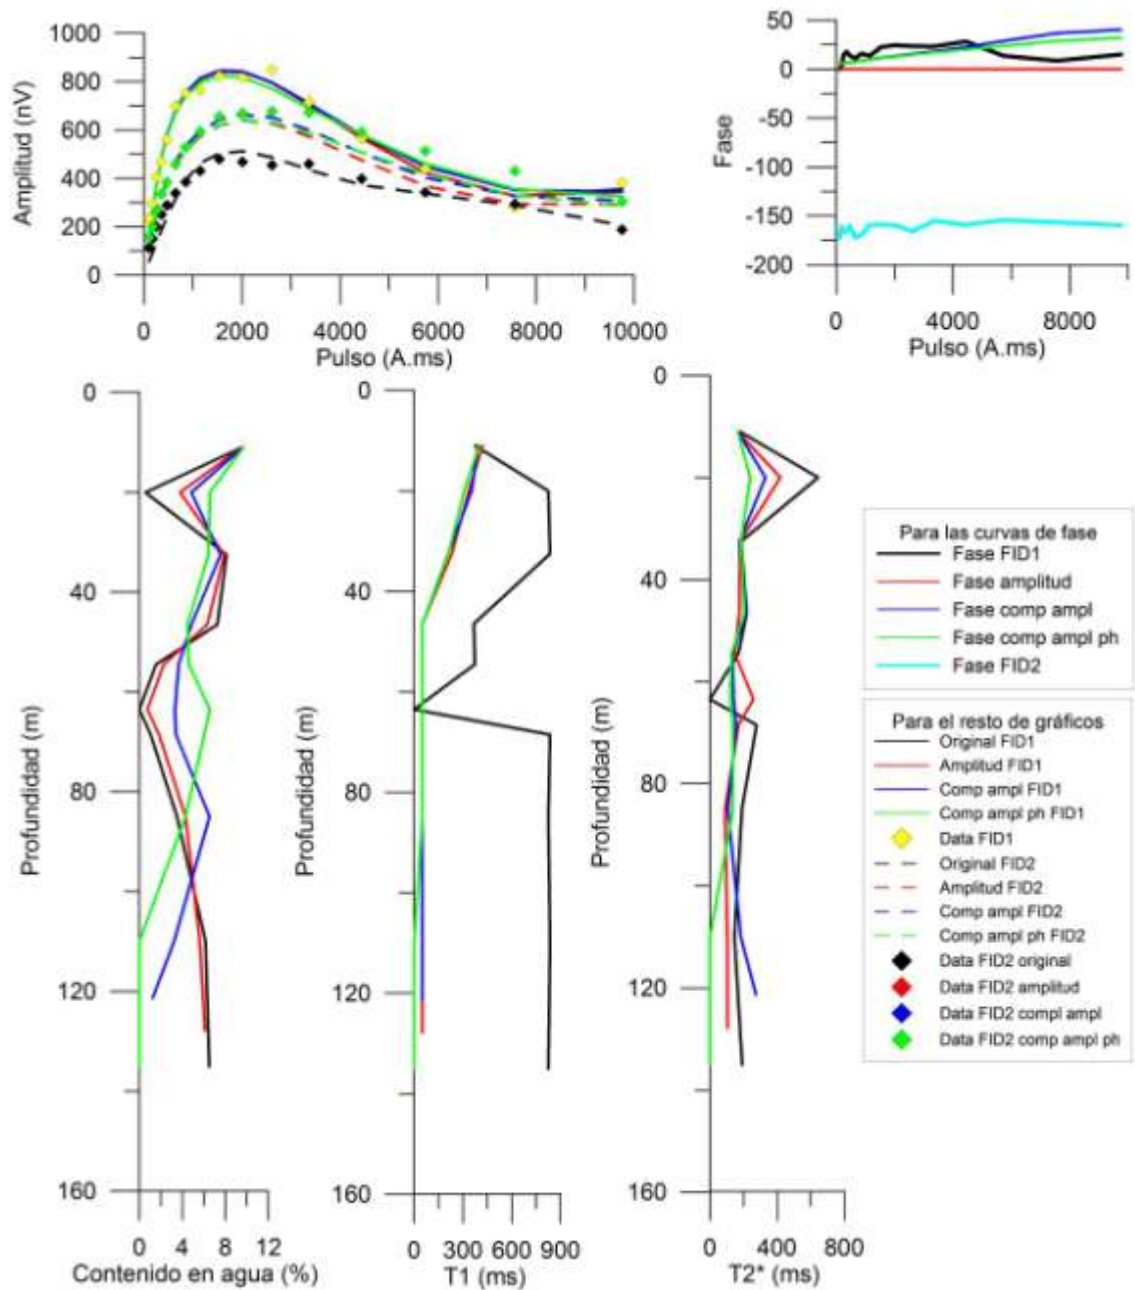 Amplitud (nV)
1000
800
600
400
200
0
0 2000 4000 6000 8000 10000
Pulso (A.ms)
Fase
50
0
-50
-100
-150
-200
0 4000 8000
Pulso (A.ms)
Profundidad (m)
0
40
80
120
160
0 4 8 12
Contenido en agua (%)
Profundidad (m)
0
40
80
120
160
0 300 600 900
T1 (ms)
Profundidad (m)
0
40
80
120
160
0 400 800
T2* (ms)
Para las curvas de fase
Fase FID1
Fase amplitud
Fase comp ampl
Fase comp ampl ph
Fase FID2
Para el resto de gráficos
Original FID1
Amplitud FID1
Comp ampl FID1
Comp ampl ph FID1
Data FID1
Original FID2
Amplitud FID2
Comp ampl FID2
Comp ampl ph FID2
Data FID2 original
Data FID2 amplitud
Data FID2 compl ampl
Data FID2 comp ampl ph